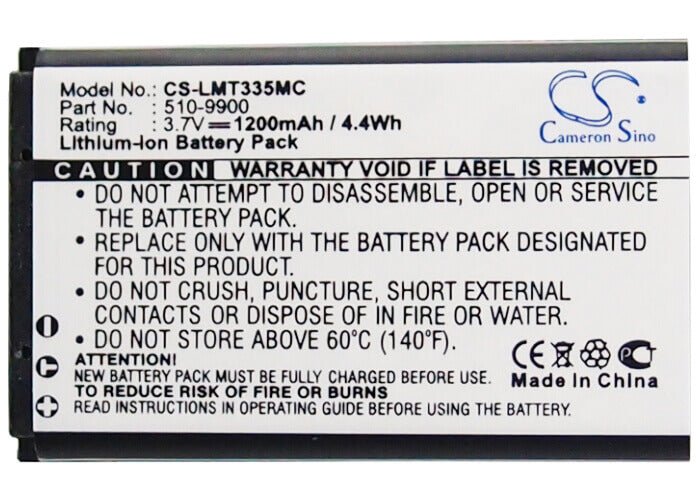 Model No.: CS-LMT335MC
Part No.: 510-9900
Rating : 3.7V⎓1200mAh / 4.4Wh
Lithium-Ion Battery Pack
CS
Cameron Sino
CAUTION WARRANTY VOID IF LABEL IS REMOVED
• DO NOT ATTEMPT TO DISASSEMBLE, OPEN OR SERVICE
THE BATTERY PACK.
• REPLACE ONLY WITH THE BATTERY PACK DESIGNATED
FOR THIS PRODUCT.
• DO NOT CRUSH, PUNCTURE, SHORT EXTERNAL
CONTACTS OR DISPOSE OF IN FIRE OR WATER.
• DO NOT STORE ABOVE 60°C (140°F).
ATTENTION!
NEW BATTERY PACK MUST BE FULLY CHARGED BEFORE USE.
TO REDUCE RISK OF FIRE OR BURNS
READ INSTRUCTIONS IN OPERATING GUIDE BEFORE USE.
CE
Made in China